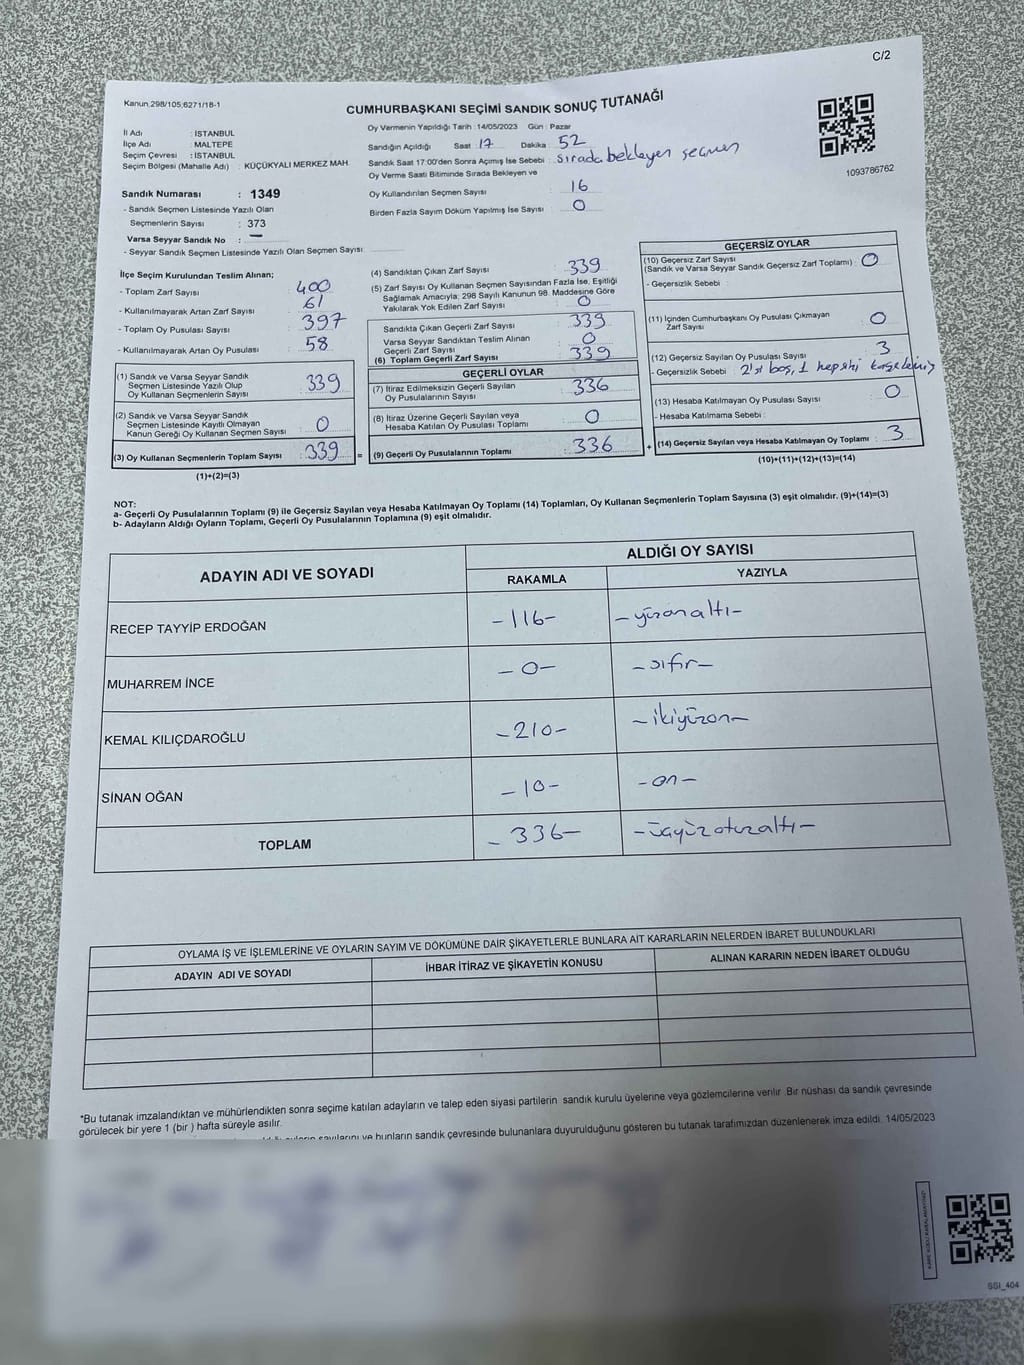 C/2
Kanun,298/105;6271/18-1
CUMHURBAŞKANI SEÇİMİ SANDIK SONUÇ TUTANAĞI
İl Adı : İSTANBUL
İlçe Adı : MALTEPE
Seçim Çevresi : İSTANBUL
Seçim Bölgesi (Mahalle Adı) : KÜÇÜKYALI MERKEZ MAH.
Sandık Numarası : 1349
- Sandık Seçmen Listesinde Yazılı Olan
Seçmenlerin Sayısı : 373
Varsa Seyyar Sandık No : —
- Seyyar Sandık Seçmen Listesinde Yazılı Olan Seçmen Sayısı:
Oy Vermenin Yapıldığı Tarih : 14/05/2023 Gün : Pazar
Sandığın Açıldığı Saat 17 Dakika : 52
Sandık Saat 17:00'den Sonra Açımış İse Sebebi : sırada bekleyen seçmen
Oy Verme Saati Bitiminde Sırada Bekleyen ve
Oy Kullandırılan Seçmen Sayısı 16
Birden Fazla Sayım Döküm Yapılmış İse Sayısı : 0
1093786762
İlçe Seçim Kurulundan Teslim Alınan;
- Toplam Zarf Sayısı : 400
- Kullanılmayarak Artan Zarf Sayısı : 61
- Toplam Oy Pusulası Sayısı : 397
- Kullanılmayarak Artan Oy Pusulası : 58
(1) Sandık ve Varsa Seyyar Sandık
Seçmen Listesinde Yazılı Olup
Oy Kullanan Seçmen Sayısı : 339
(2) Sandık ve Varsa Seyyar Sandık
Seçmen Listesinde Kayıtlı Olmayan
Kanun Gereği Oy Kullanan Seçmen Sayısı : 0
(3) Oy Kullanan Seçmenlerin Toplam Sayısı : 339 =
(1)+(2)=(3)
(4) Sandıktan Çıkan Zarf Sayısı : 339
(5) Zarf Sayısı Oy Kullanan Seçmen Sayısından Fazla İse, Eşitliği
Sağlamak Amacıyla; 298 Sayılı Kanunun 98. Maddesine Göre
Yakılarak Yok Edilen Zarf Sayısı : 0
Sandıkta Çıkan Geçerli Zarf Sayısı : 339
Varsa Seyyar Sandıktan Teslim Alınan
Geçerli Zarf Sayısı : 0
(6) Toplam Geçerli Zarf Sayısı : 339
GEÇERLİ OYLAR
(7) İtiraz Edilmeksizin Geçerli Sayılan
Oy Pusulalarının Sayısı : 336
(8) İtiraz Üzerine Geçerli Sayılan veya
Hesaba Katılan Oy Pusulası Toplamı : 0
(9) Geçerli Oy Pusulalarının Toplamı : 336 +
GEÇERSİZ OYLAR
(10) Geçersiz Zarf Sayısı
(Sandık ve Varsa Seyyar Sandık Geçersiz Zarf Toplamı) : 0
- Geçersizlik Sebebi :
(11) İçinden Cumhurbaşkanı Oy Pusulası Çıkmayan
Zarf Sayısı : 0
(12) Geçersiz Sayılan Oy Pusulası Sayısı : 3
- Geçersizlik Sebebi : 2'si boş, 1 hepsini
(13) Hesaba Katılmayan Oy Pusulası Sayısı : 0
- Hesaba Katılmama Sebebi :
(14) Geçersiz Sayılan veya Hesaba Katılmayan Oy Toplamı : 3
(10)+(11)+(12)+(13)=(14)
NOT:
a- Geçerli Oy Pusulalarının Toplamı (9) ile Geçersiz Sayılan veya Hesaba Katılmayan Oy Toplamı (14) Toplamları, Oy Kullanan Seçmenlerin Toplam Sayısına (3) eşit olmalıdır. (9)+(14)=(3)
b- Adayların Aldığı Oyların Toplamı, Geçerli Oy Pusulalarının Toplamına (9) eşit olmalıdır.
ADAYIN ADI VE SOYADI
ALDIĞI OY SAYISI
RAKAMLA YAZIYLA
RECEP TAYYİP ERDOĞAN -116- -yüzonaltı-
MUHARREM İNCE -0- -sıfır-
KEMAL KILIÇDAROĞLU -210- -ikiyüzon-
SİNAN OĞAN -10- -on-
TOPLAM -336- -üçyüzotuzaltı-
OYLAMA İŞ VE İŞLEMLERİNE VE OYLARIN SAYIM VE DÖKÜMÜNE DAİR ŞİKAYETLERLE BUNLARA AİT KARARLARIN NELERDEN İBARET BULUNDUKLARI
ADAYIN ADI VE SOYADI İHBAR İTİRAZ VE ŞİKAYETİN KONUSU ALINAN KARARIN NEDEN İBARET OLDUĞU
*Bu tutanak imzalandıktan ve mühürlendikten sonra seçime katılan adayların ve talep eden siyasi partilerin sandık kurulu üyelerine veya gözlemcilerine verilir. Bir nüshası da sandık çevresinde
görülecek bir yere 1 (bir ) hafta süreyle asılır.
sayılarını ve bunların sandık çevresinde bulunanlara duyurulduğunu gösteren bu tutanak tarafımızdan düzenlenerek imza edildi. 14/05/2023
SSI_404